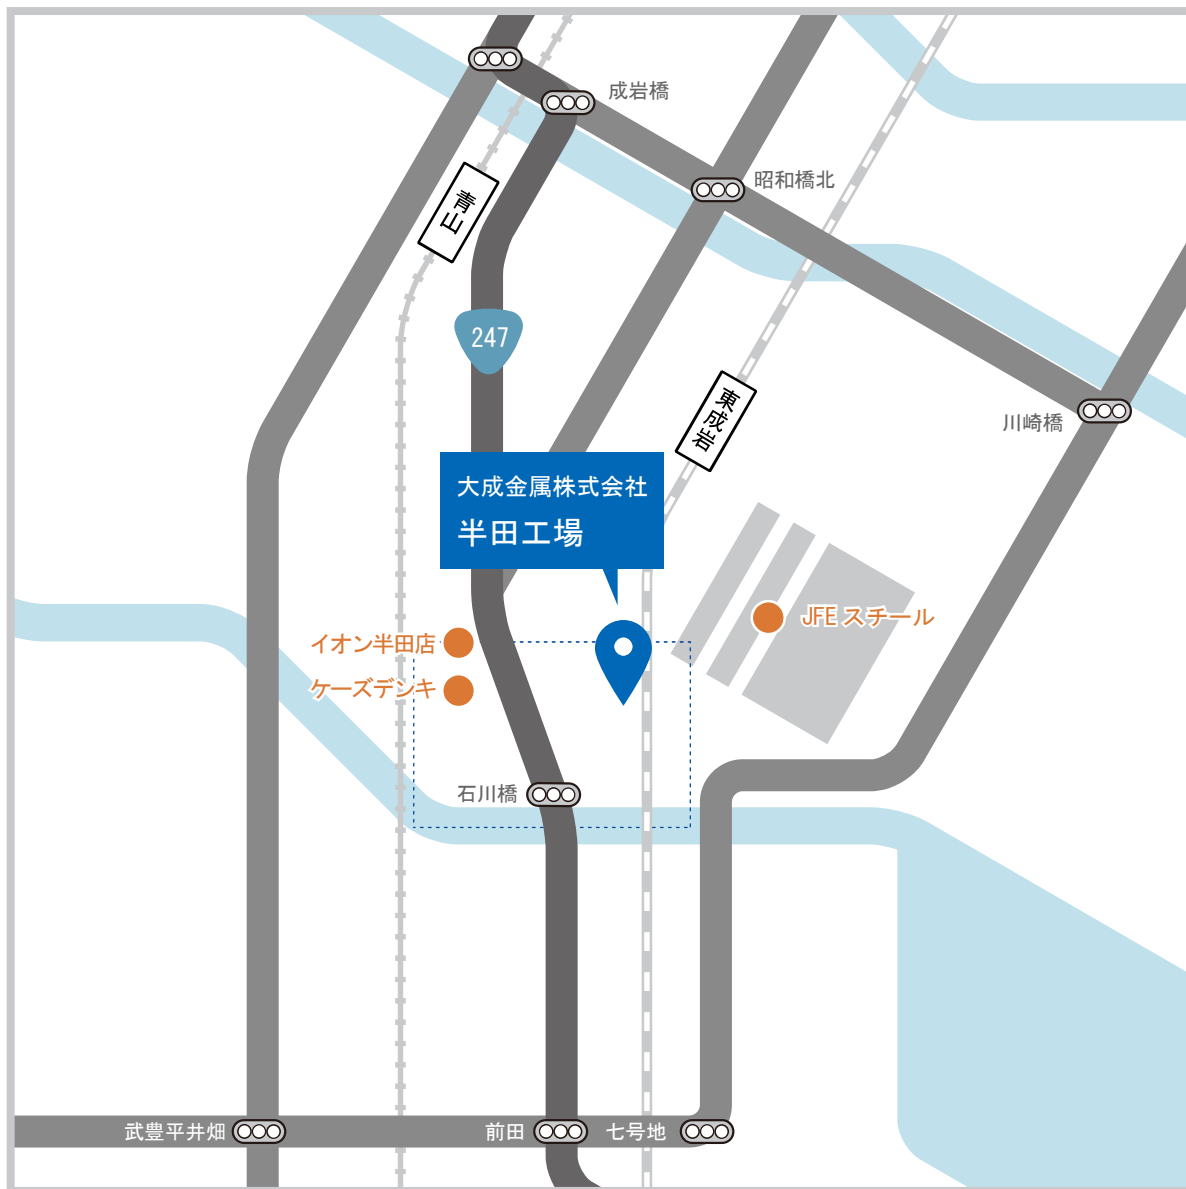 成岩橋
昭和橋北
青山
247
東成岩
川崎橋
大成金属株式会社
半田工場
JFE スチール
イオン半田店
ケーズデンキ
石川橋
武豊平井畑
前田
七号地